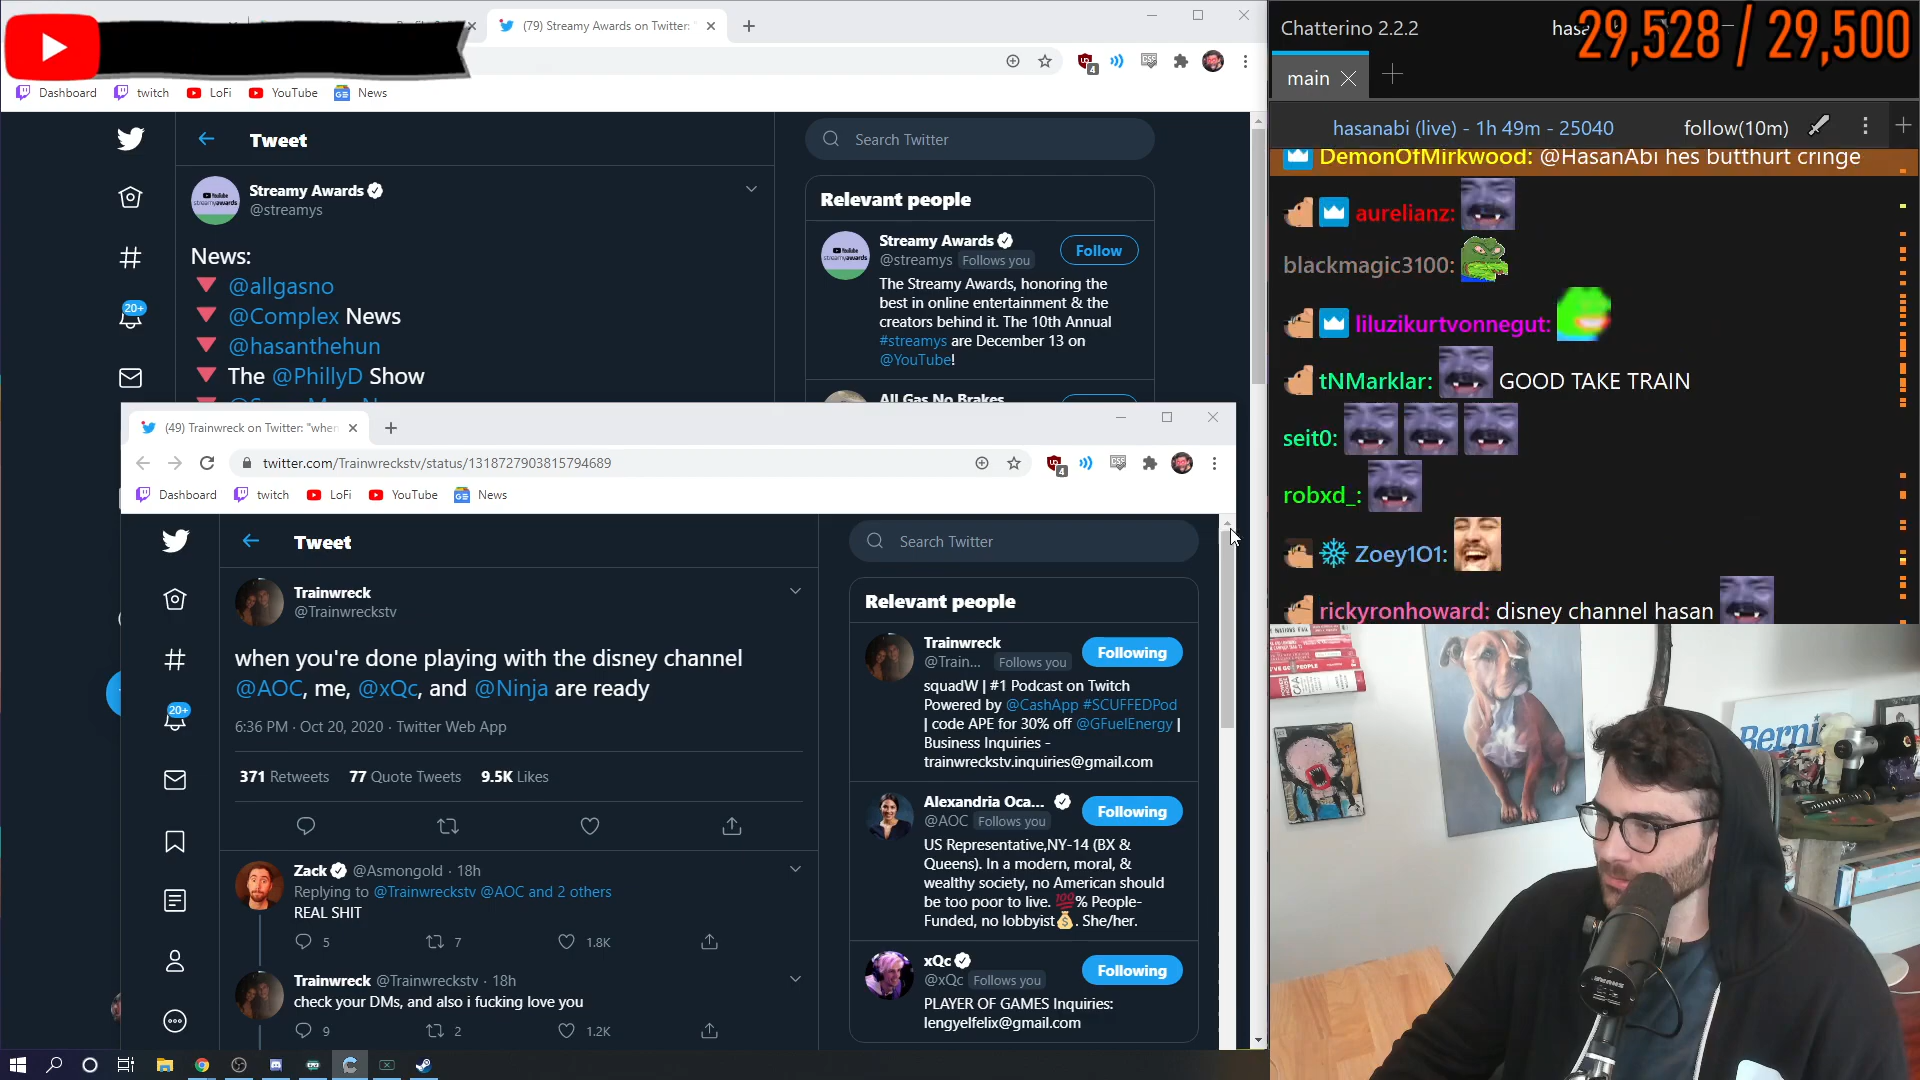 (79) Streamy Awards on Twitter:
Dashboard
twitch
LoFi
YouTube
News
Tweet
Search Twitter
Streamy Awards
@streamys
News:
@allgasno
@Complex News
@hasanthehun
The @PhillyD Show
Relevant people
Streamy Awards
@streamys Follows you
Follow
The Streamy Awards, honoring the
best in online entertainment & the
creators behind it. The 10th Annual
#streamys are December 13 on
@YouTube!
All Gas No Brakes
20+
(49) Trainwreck on Twitter: "when
twitter.com/Trainwreckstv/status/1318727903815794689
Dashboard
twitch
LoFi
YouTube
News
Tweet
Search Twitter
20+
Trainwreck
@Trainwreckstv
when you're done playing with the disney channel
@AOC, me, @xQc, and @Ninja are ready
6:36 PM · Oct 20, 2020 · Twitter Web App
371 Retweets 77 Quote Tweets 9.5K Likes
Zack @Asmongold · 18h
Replying to @Trainwreckstv @AOC and 2 others
REAL SHIT
5 7 1.8K
Trainwreck @Trainwreckstv · 18h
check your DMs, and also i fucking love you
9 2 1.2K
Relevant people
Trainwreck
@Train... Follows you
Following
squadW | #1 Podcast on Twitch
Powered by @CashApp #SCUFFEDPod
| code APE for 30% off @GFuelEnergy |
Business Inquiries -
trainwreckstv.inquiries@gmail.com
Alexandria Oca...
@AOC Follows you
Following
US Representative,NY-14 (BX &
Queens). In a modern, moral, &
wealthy society, no American should
be too poor to live. 💯% People-
Funded, no lobbyist💰. She/her.
xQc
@xQc Follows you
Following
PLAYER OF GAMES Inquiries:
lengyelfelix@gmail.com
Chatterino 2.2.2
hasa
29,528 / 29,500
main
hasanabi (live) - 1h 49m - 25040
follow(10m)
DemonOfMirkwood: @HasanAbi hes butthurt cringe
aurelianz:
blackmagic3100:
liluzikurtvonnegut:
tNMarklar: GOOD TAKE TRAIN
seit0:
robxd_:
Zoey1O1:
rickyronhoward: disney channel hasan
Berni